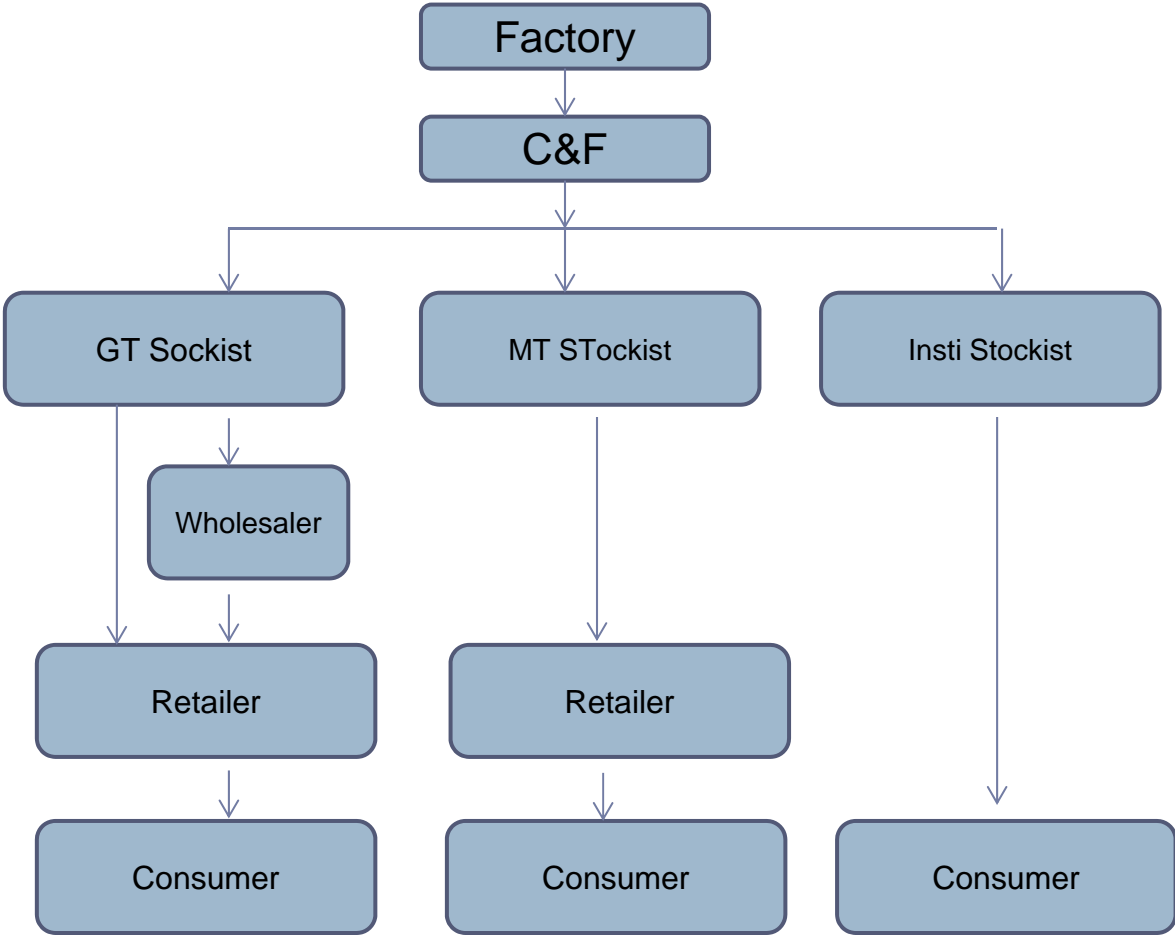 Factory
C&F
GT Sockist
MT STockist
Insti Stockist
Wholesaler
Retailer
Retailer
Consumer
Consumer
Consumer